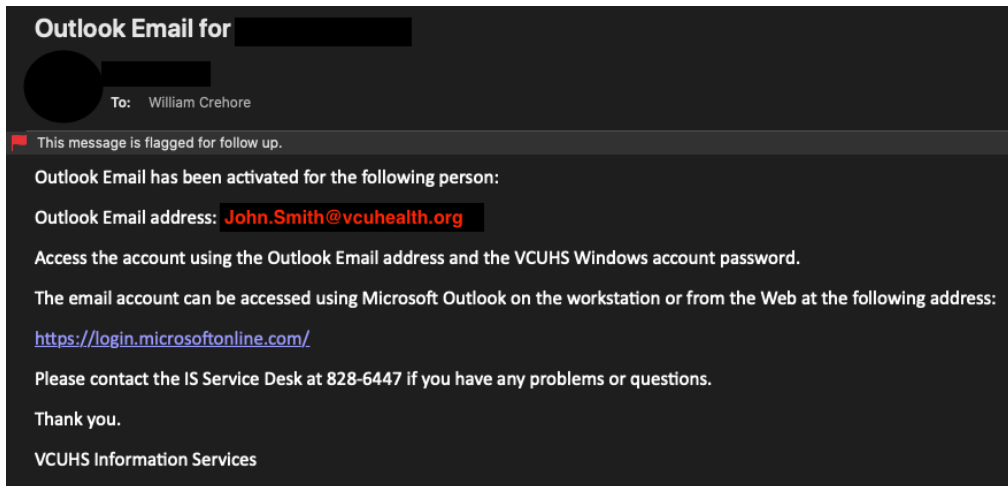 Outlook Email for
To: William Crehore
This message is flagged for follow up.
Outlook Email has been activated for the following person:
Outlook Email address: John.Smith@vcuhealth.org
Access the account using the Outlook Email address and the VCUHS Windows account password.
The email account can be accessed using Microsoft Outlook on the workstation or from the Web at the following address:
https://login.microsoftonline.com/
Please contact the IS Service Desk at 828-6447 if you have any problems or questions.
Thank you.
VCUHS Information Services